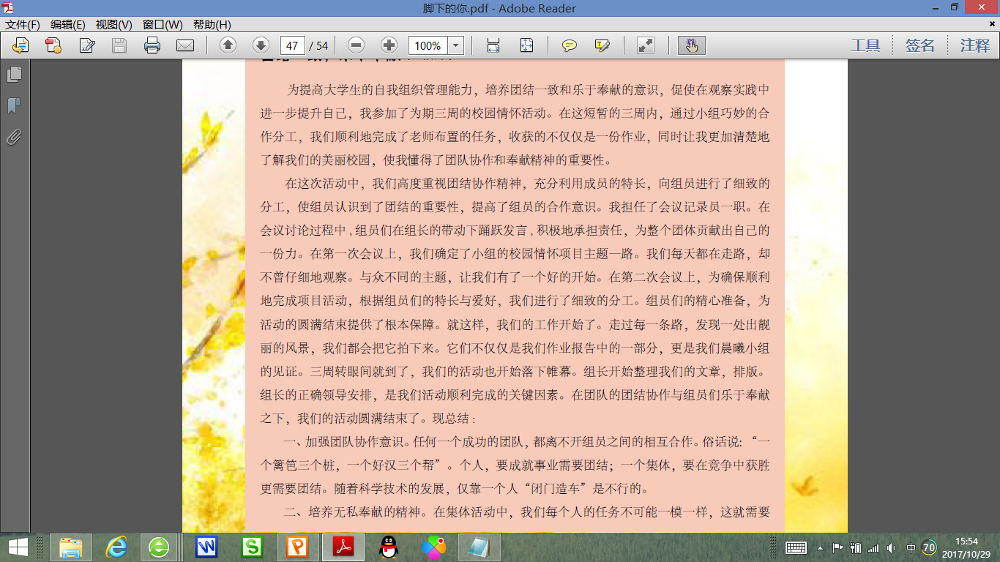 脚下的你.pdf - Adobe Reader
文件(F) 编辑(E) 视图(V) 窗口(W) 帮助(H)
47 / 54 100% 工具 签名 注释
为提高大学生的自我组织管理能力，培养团结一致和乐于奉献的意识，促使在观察实践中
进一步提升自己，我参加了为期三周的校园情怀活动。在这短暂的三周内，通过小组巧妙的合
作分工，我们顺利地完成了老师布置的任务，收获的不仅仅是一份作业，同时让我更加清楚地
了解我们的美丽校园，使我懂得了团队协作和奉献精神的重要性。
在这次活动中，我们高度重视团结协作精神，充分利用成员的特长，向组员进行了细致的
分工，使组员认识到了团结的重要性，提高了组员的合作意识。我担任了会议记录员一职。在
会议讨论过程中,组员们在组长的带动下踊跃发言,积极地承担责任，为整个团体贡献出自己的
一份力。在第一次会议上，我们确定了小组的校园情怀项目主题—路。我们每天都在走路，却
不曾仔细地观察。与众不同的主题，让我们有了一个好的开始。在第二次会议上，为确保顺利
地完成项目活动，根据组员们的特长与爱好，我们进行了细致的分工。组员们的精心准备，为
活动的圆满结束提供了根本保障。就这样，我们的工作开始了。走过每一条路，发现一处出靓
丽的风景，我们都会把它拍下来。它们不仅仅是我们作业报告中的一部分，更是我们晨曦小组
的见证。三周转眼间就到了，我们的活动也开始落下帷幕。组长开始整理我们的文章，排版。
组长的正确领导安排，是我们活动顺利完成的关键因素。在团队的团结协作与组员们乐于奉献
之下，我们的活动圆满结束了。现总结：
一、加强团队协作意识。任何一个成功的团队，都离不开组员之间的相互合作。俗话说：“一
个篱笆三个桩，一个好汉三个帮”。个人，要成就事业需要团结；一个集体，要在竞争中获胜
更需要团结。随着科学技术的发展，仅靠一个人“闭门造车”是不行的。
二、培养无私奉献的精神。在集体活动中，我们每个人的任务不可能一模一样，这就需要
中 70 15:54
2017/10/29